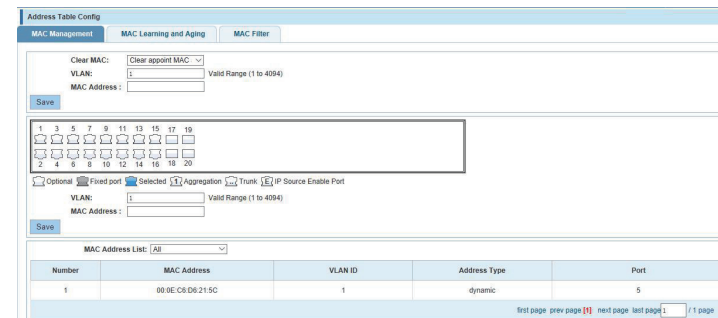 Address Table Config
MAC Management MAC Learning and Aging MAC Filter
Clear MAC: Clear appoint MAC
VLAN: 1 Valid Range (1 to 4094)
MAC Address :
Save
1 3 5 7 9 11 13 15 17 19
2 4 6 8 10 12 14 16 18 20
Optional Fixed port Selected 1 Aggregation ... Trunk E IP Source Enable Port
VLAN: 1 Valid Range (1 to 4094)
MAC Address :
Save
MAC Address List: All
Number MAC Address VLAN ID Address Type Port
1 00:0E:C6:D6:21:5C 1 dynamic 5
first page prev page [1] next page last page 1 / 1 page